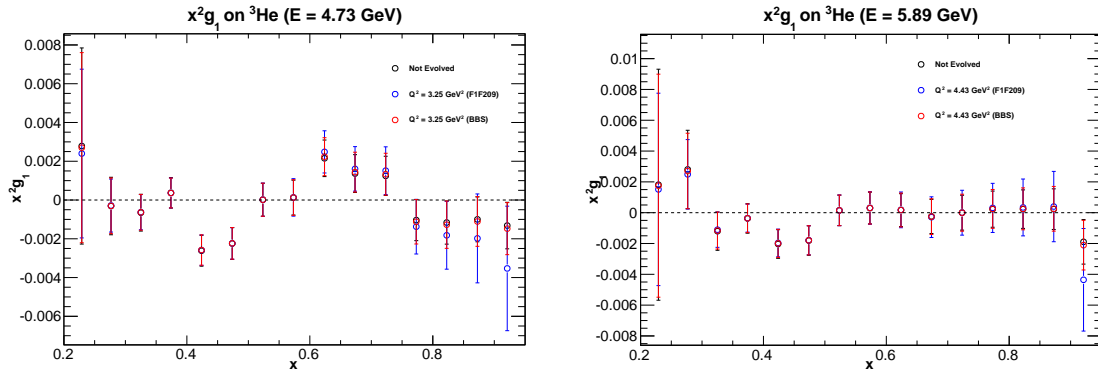 x²g₁ on ³He (E = 4.73 GeV)
0.008
0.006
0.004
0.002
0
-0.002
-0.004
-0.006
x²g₁
Not Evolved
Q² = 3.25 GeV² (F1F209)
Q² = 3.25 GeV² (BBS)
0.2
0.4
0.6
0.8
x
x²g₁ on ³He (E = 5.89 GeV)
0.01
0.008
0.006
0.004
0.002
0
-0.002
-0.004
-0.006
-0.008
x²g₁
Not Evolved
Q² = 4.43 GeV² (F1F209)
Q² = 4.43 GeV² (BBS)
0.2
0.4
0.6
0.8
x